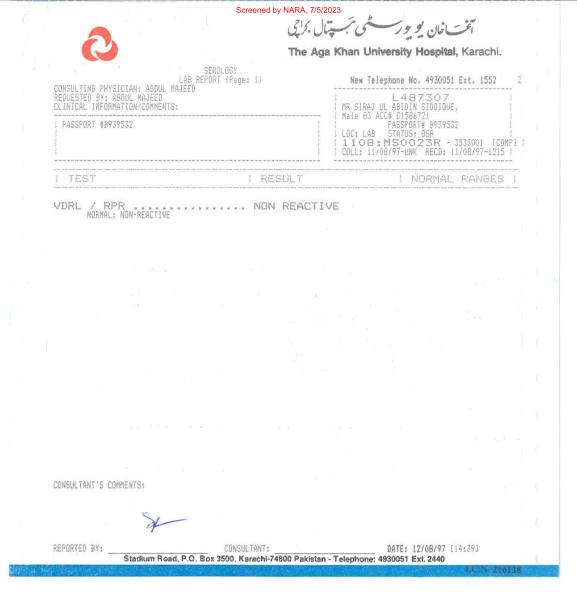 Screened by NARA, 7/5/2023
آغا خان یونیورسٹی ہسپتال کراچی
The Aga Khan University Hospital, Karachi.
SEROLOGY
LAB REPORT (Page: 1)
New Telephone No. 4930051 Ext. 1552 2
CONSULTING PHYSICIAN: ABDUL MAJEED
REQUESTED BY: ABDUL MAJEED
CLINICAL INFORMATION/COMMENTS:
PASSPORT #B939532
L487307
MR SIRAJ UL ABIDIN SIDDIQUE,
Male 63 ACC# C1586721
PASSPORT# B939532
LOC: LAB STATUS: OSR
1108:MS0023R - 3533001 [COMP]
COLL: 11/08/97-UNK RECD: 11/08/97-1215
TEST RESULT NORMAL RANGES
VDRL / RPR ................ NON REACTIVE
NORMAL: NON-REACTIVE
CONSULTANT'S COMMENTS:
REPORTED BY: CONSULTANT: DATE: 12/08/97 [14:39]
Stadium Road, P.O. Box 3500, Karachi-74800 Pakistan - Telephone: 4930051 Ext. 2440
I.C.N. 216118